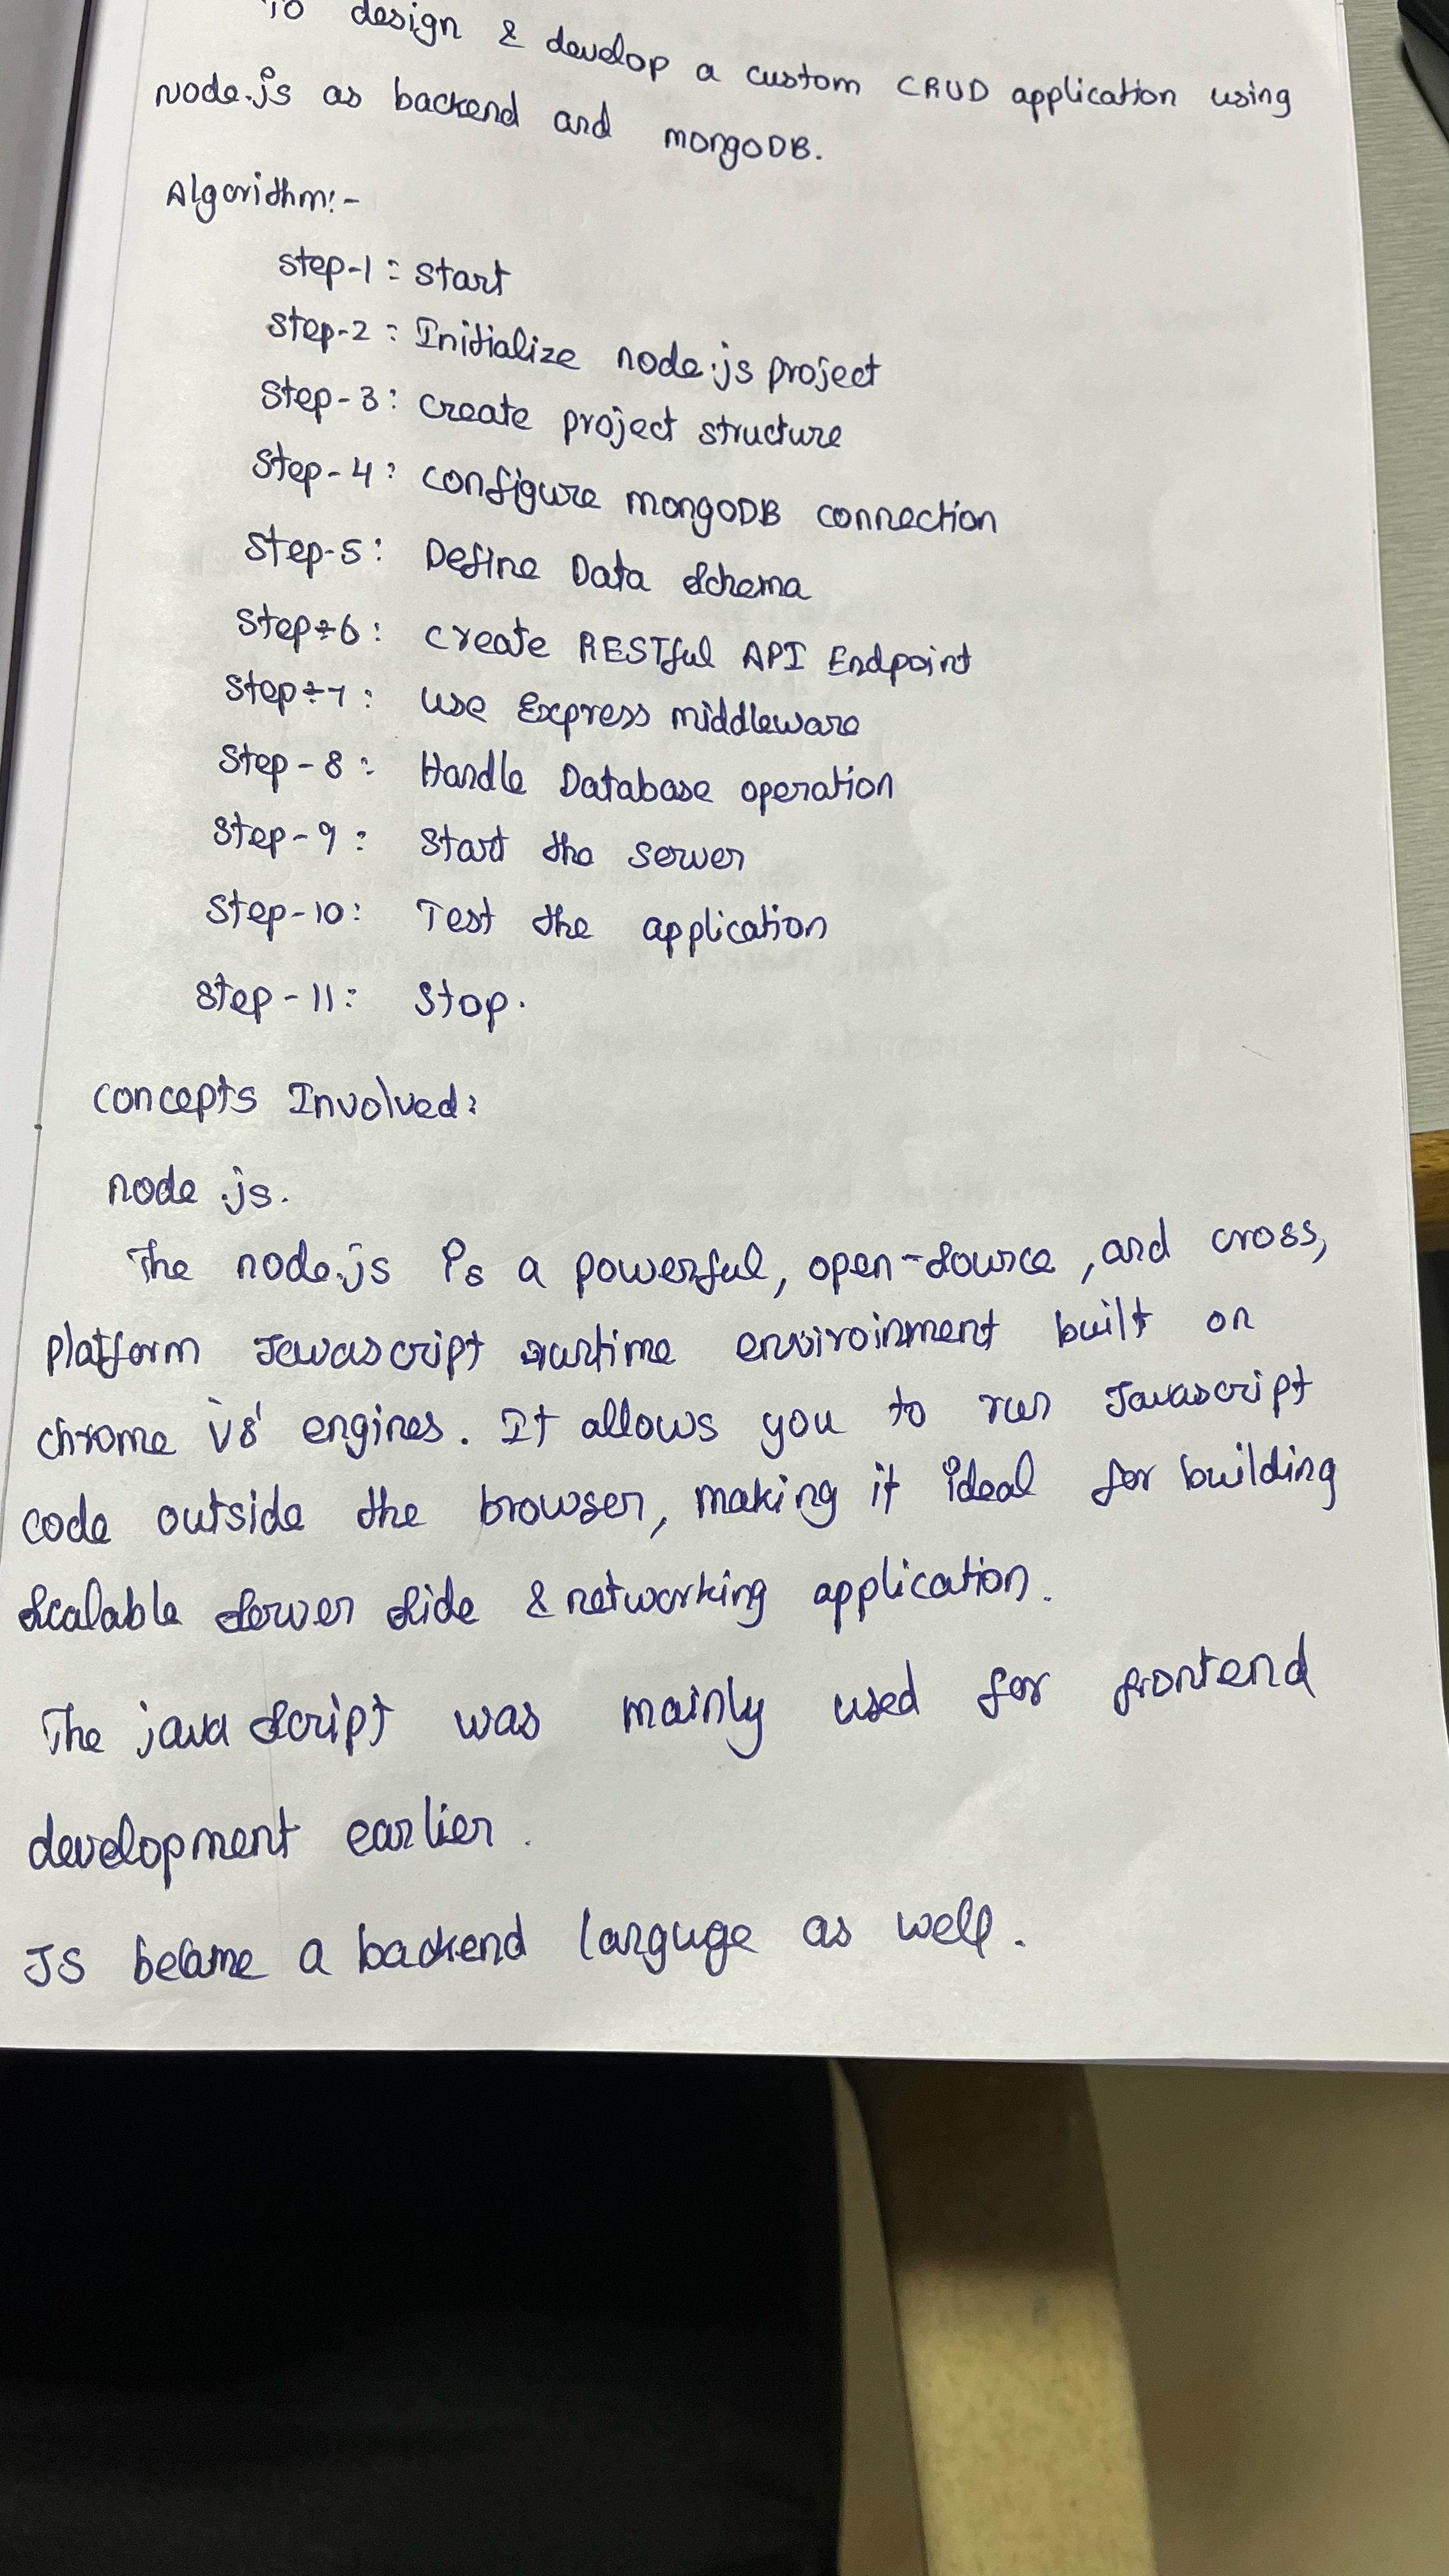 To design & develop a custom CRUD application using
Node.js as backend and mongoDB.
Algorithm:-
Step-1: Start
Step-2: Initialize node.js project
Step-3: create project structure
Step-4: configure mongoDB connection
Step-5: Define Data Schema
Step-6: create RESTful API Endpoint
Step-7: use Express middleware
Step-8: Handle Database operation
Step-9: Start the server
Step-10: Test the application
Step-11: Stop.
concepts Involved:
node.js.
The node.js is a powerful, open-source, and cross,
platform Javascript runtime enviroinment built on
chrome v8' engines. It allows you to run Javascript
code outside the browser, making it ideal for building
Scalable Server Side & networking application.
The java Script was mainly used for frontend
development earlier.
JS became a backend languge as well.